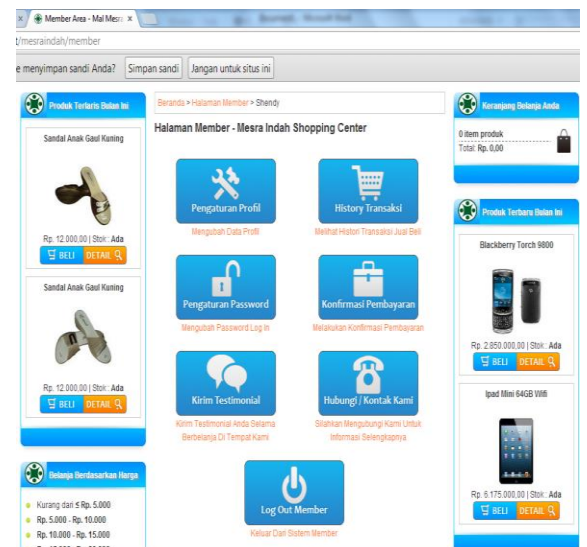 Member Area - Mal Mesra
t/mesraindah/member
e menyimpan sandi Anda?
Simpan sandi
Jangan untuk situs ini
Produk Terlaris Bulan Ini
Sandal Anak Gaul Kuning
Rp. 12.000,00 | Stok : Ada
BELI
DETAIL
Sandal Anak Gaul Kuning
Rp. 12.000,00 | Stok : Ada
BELI
DETAIL
Belanja Berdasarkan Harga
Kurang dari ≤ Rp. 5.000
Rp. 5.000 - Rp. 10.000
Rp. 10.000 - Rp. 15.000
Beranda > Halaman Member > Shendy
Halaman Member - Mesra Indah Shopping Center
Pengaturan Profil
Mengubah Data Profil
History Transaksi
Melihat Histori Transaksi Jual Beli
Pengaturan Password
Mengubah Password Log In
Konfirmasi Pembayaran
Melakukan Konfirmasi Pembayaran
Kirim Testimonial
Kirim Testimonial Anda Selama
Berbelanja Di Tempat Kami
Hubungi / Kontak Kami
Silahkan Mengubungi Kami Untuk
Informasi Selengkapnya
Log Out Member
Keluar Dari Sistem Member
Keranjang Belanja Anda
0 item produk
Total: Rp. 0,00
Produk Terbaru Bulan Ini
Blackberry Torch 9800
Rp. 2.850.000,00 | Stok : Ada
BELI
DETAIL
Ipad Mini 64GB Wifi
Rp. 6.175.000,00 | Stok : Ada
BELI
DETAIL